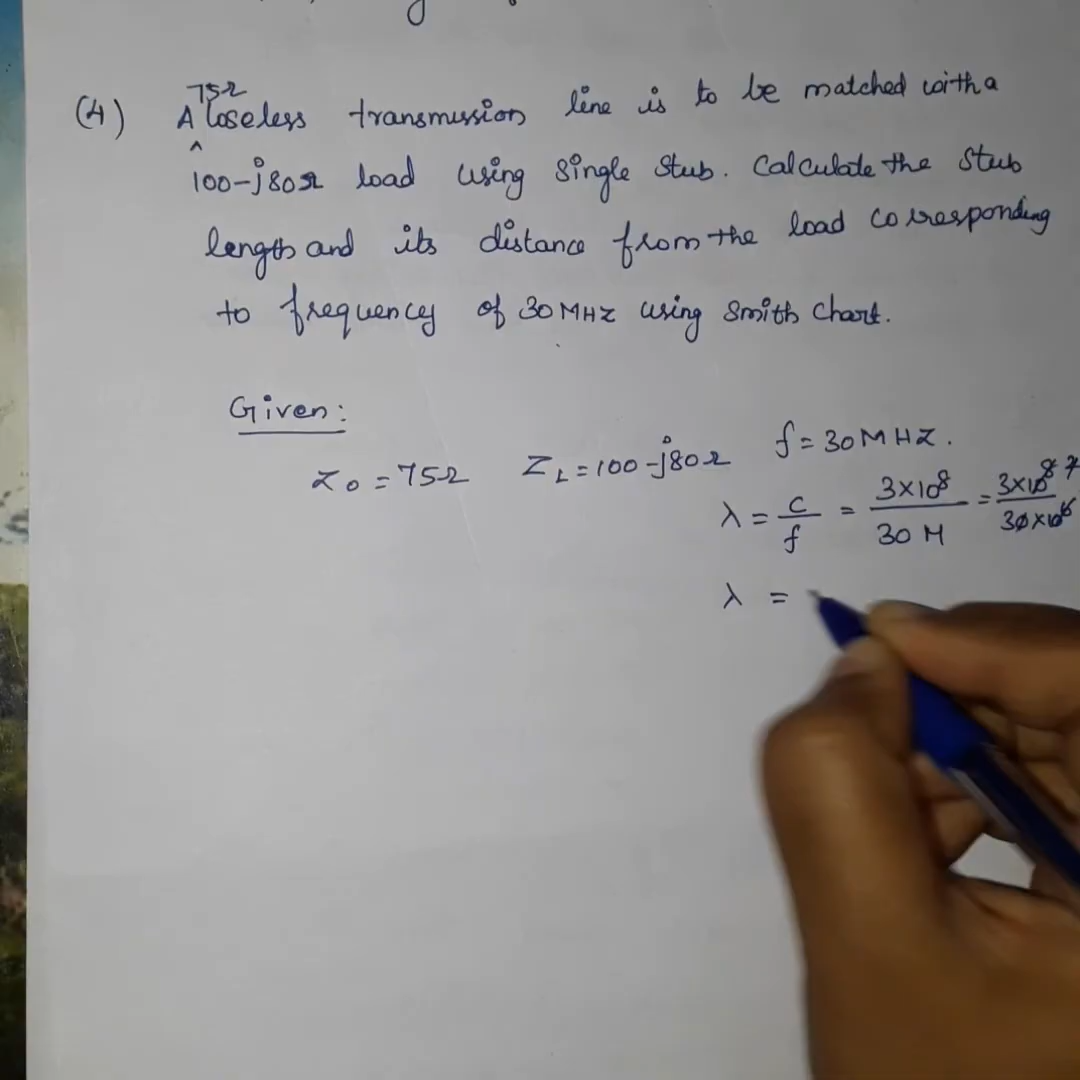 (4) A 75Ω loseless transmission line is to be matched with a
100-j80Ω load using single stub. Calculate the stub
length and its distance from the load corresponding
to frequency of 30 MHZ using smith chart.
Given:
Z0 = 75Ω ZL = 100-j80Ω f = 30 MHZ.
λ = c/f = 3×10^8/30 M = 3×10^8 7/30×10^6
λ =